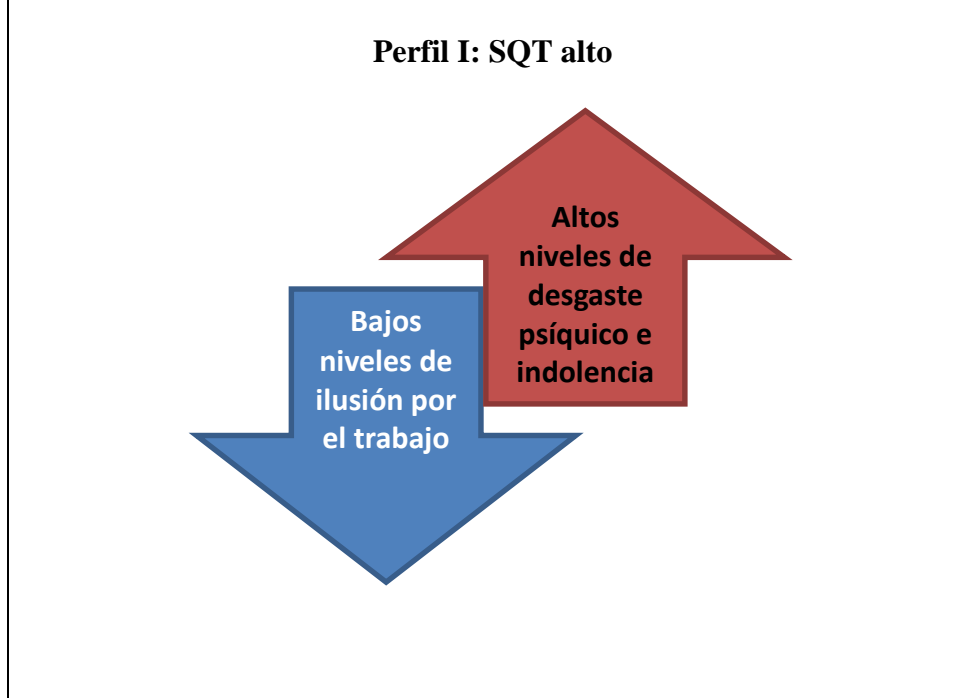 Perfil I: SQT alto
Altos
niveles de
desgaste
psíquico e
indolencia
Bajos
niveles de
ilusión por
el trabajo